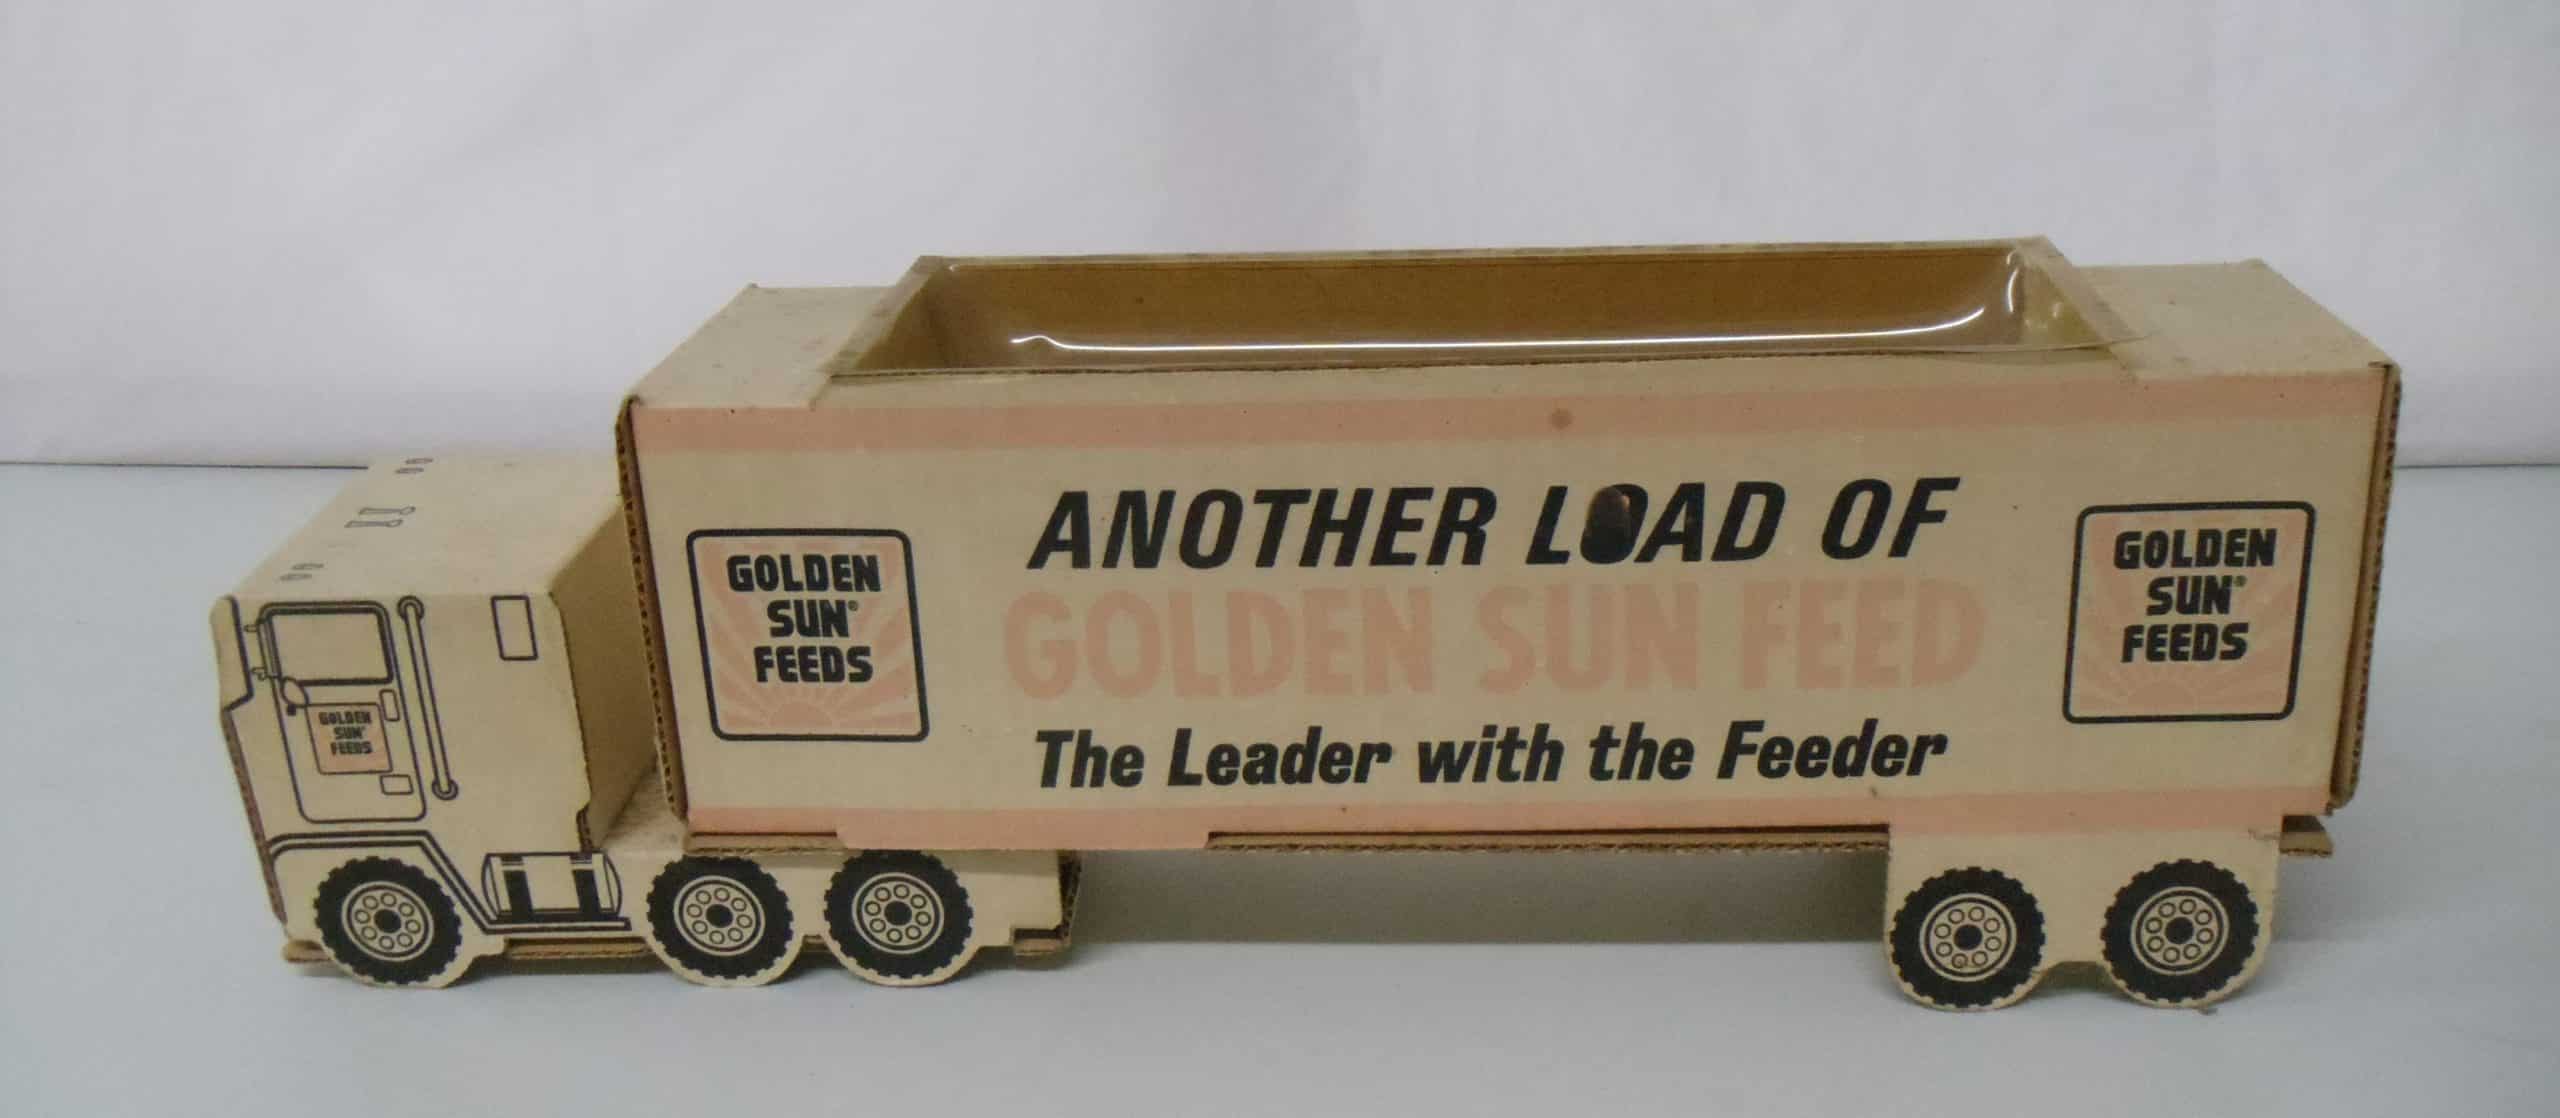 GOLDEN
SUN®
FEEDS
GOLDEN
SUN®
FEEDS
ANOTHER LOAD OF
GOLDEN SUN FEED
The Leader with the Feeder
GOLDEN
SUN®
FEEDS